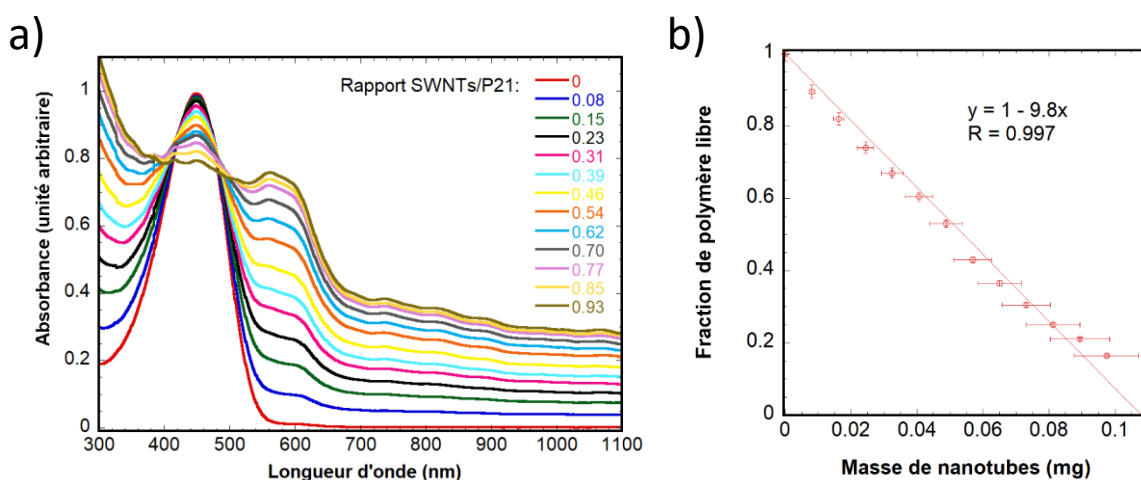 a)
Rapport SWNTs/P21:
0
0.08
0.15
0.23
0.31
0.39
0.46
0.54
0.62
0.70
0.77
0.85
0.93
Absorbance (unité arbitraire)
1
0.8
0.6
0.4
0.2
0
300 400 500 600 700 800 900 1000 1100
Longueur d'onde (nm)
b)
y = 1 - 9.8x
R = 0.997
Fraction de polymère libre
1
0.8
0.6
0.4
0.2
0
0 0.02 0.04 0.06 0.08 0.1
Masse de nanotubes (mg)